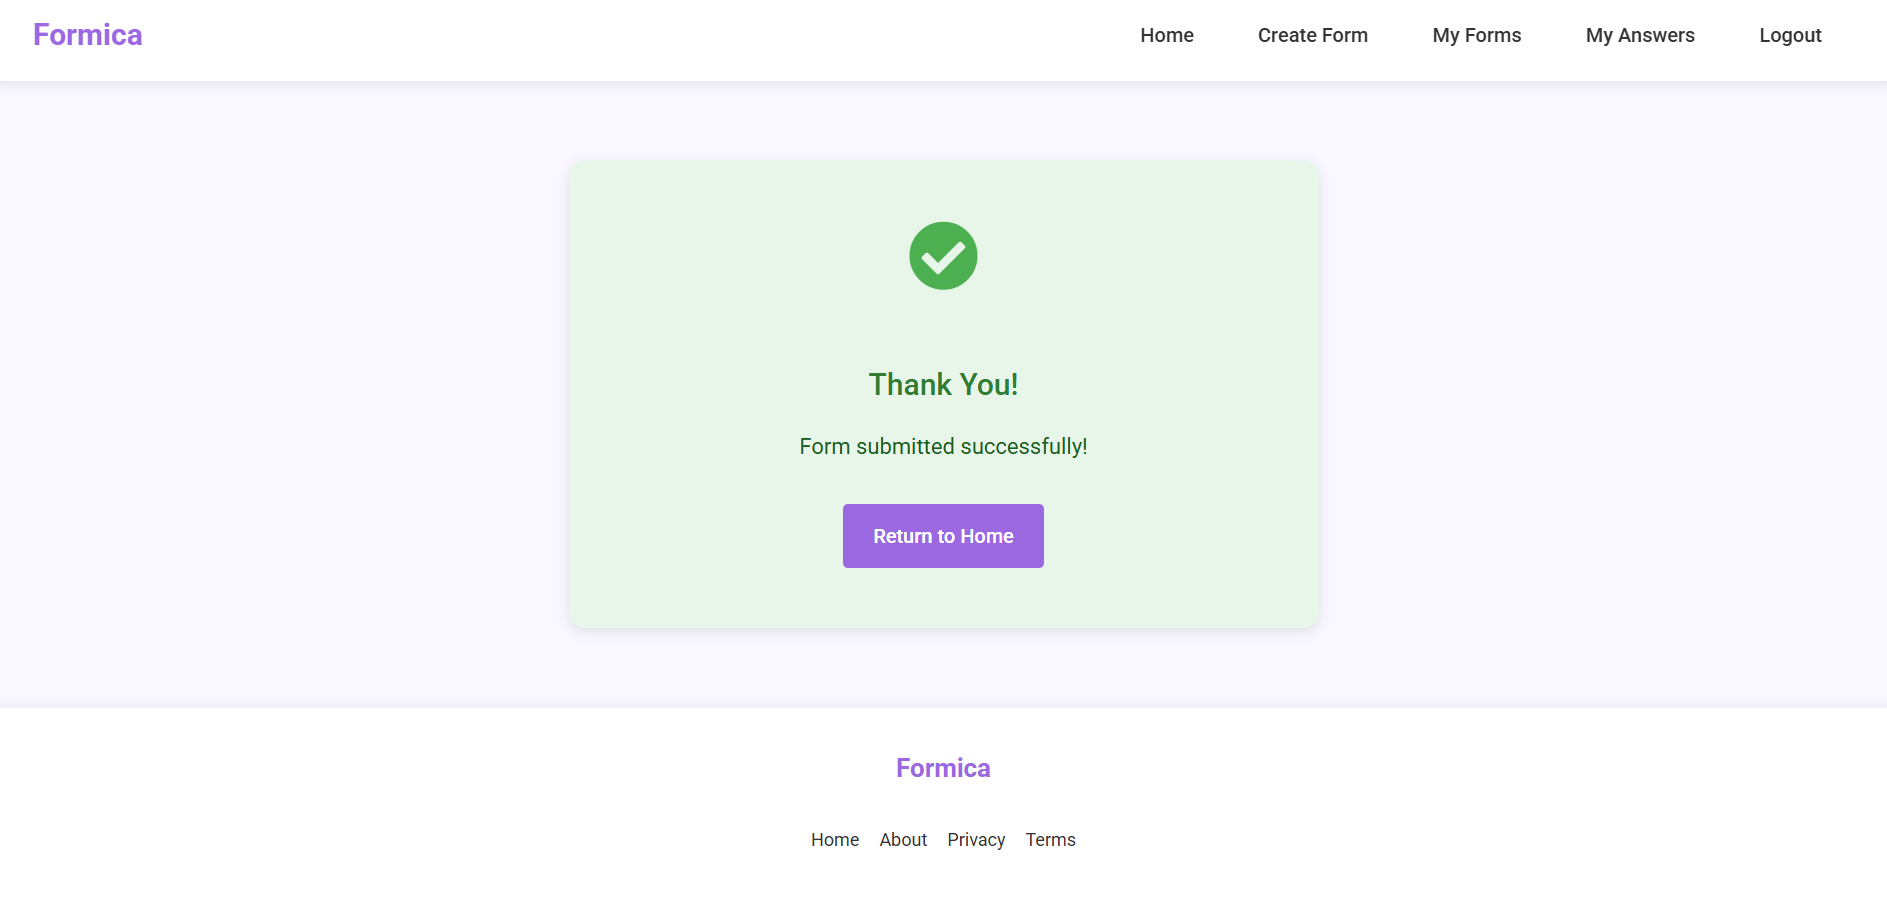 Formica
Home Create Form My Forms My Answers Logout
Thank You!
Form submitted successfully!
Return to Home
Formica
Home About Privacy Terms